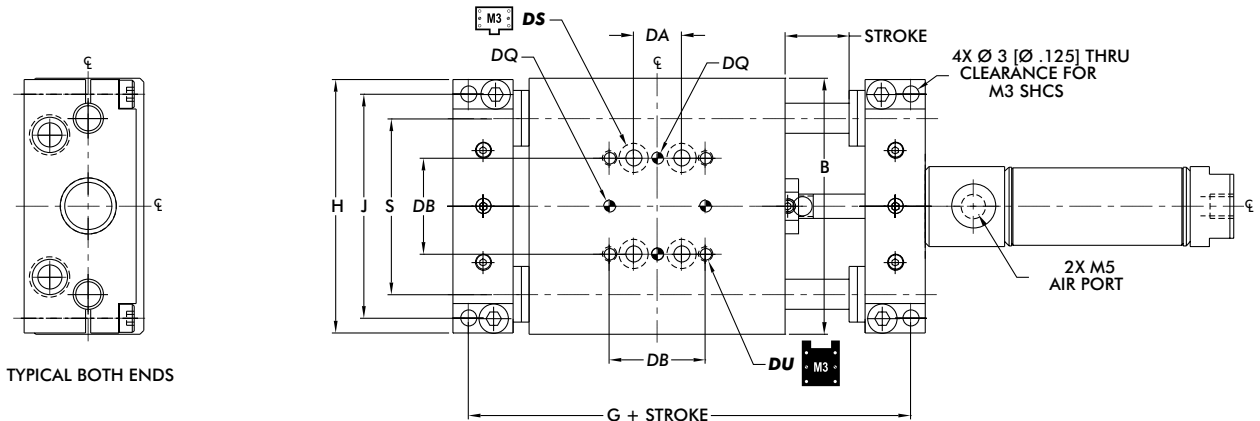 M3
DS
DA
STROKE
DQ
℄
DQ
4X Ø 3 [Ø .125] THRU
CLEARANCE FOR
M3 SHCS
℄
℄
H
J
S
DB
B
℄
2X M5
AIR PORT
DB
DU
M3
TYPICAL BOTH ENDS
G + STROKE